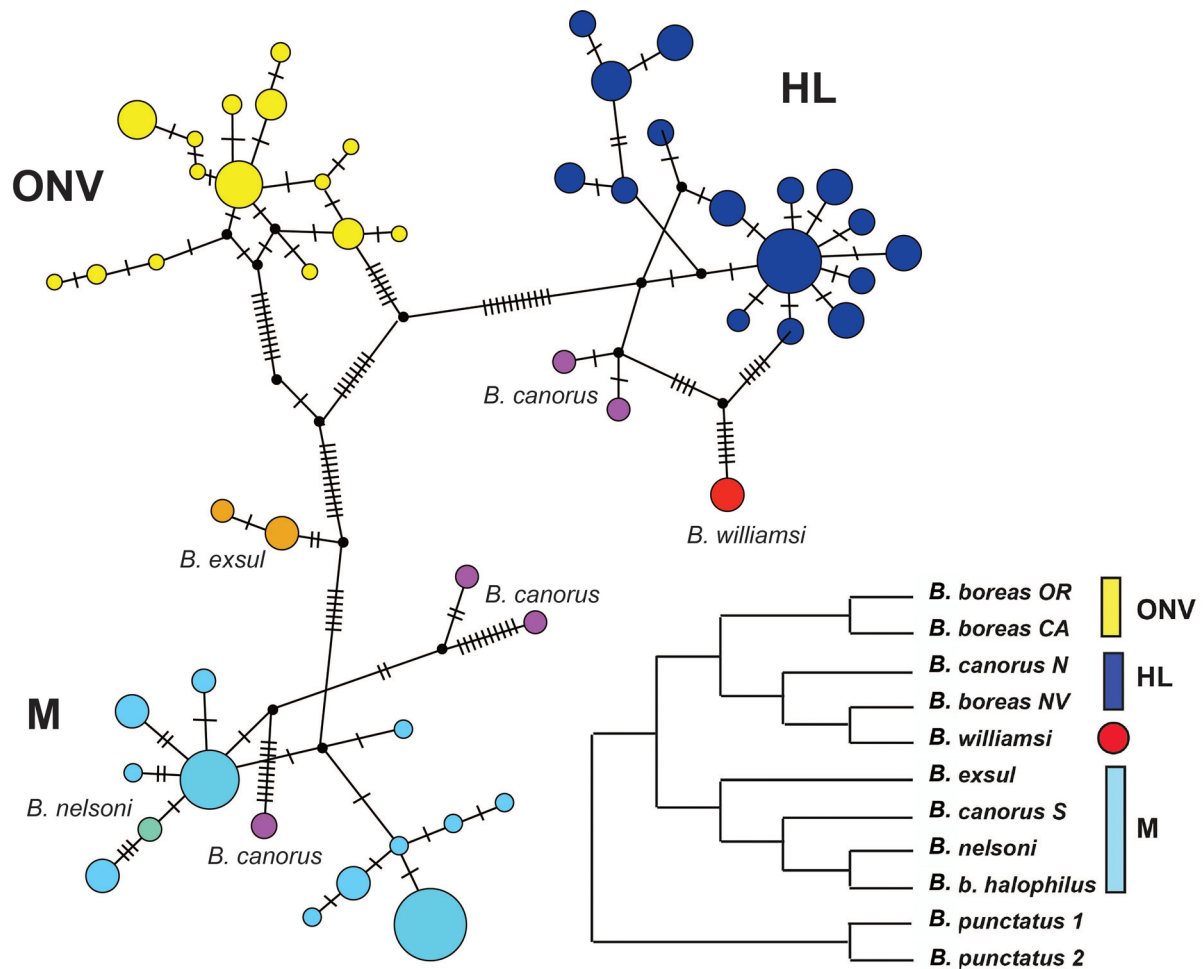 HL
ONV
B. canorus
B. williamsi
B. exsul
B. canorus
M
B. nelsoni
B. canorus
B. boreas OR
B. boreas CA
B. canorus N
B. boreas NV
B. williamsi
B. exsul
B. canorus S
B. nelsoni
B. b. halophilus
B. punctatus 1
B. punctatus 2
ONV
HL
M